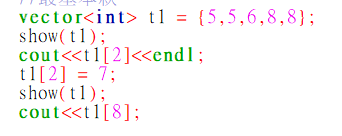 vector<int> t1 = {5,5,6,8,8};
show(t1);
cout<<t1[2]<<endl;
t1[2] = 7;
show(t1);
cout<<t1[8];